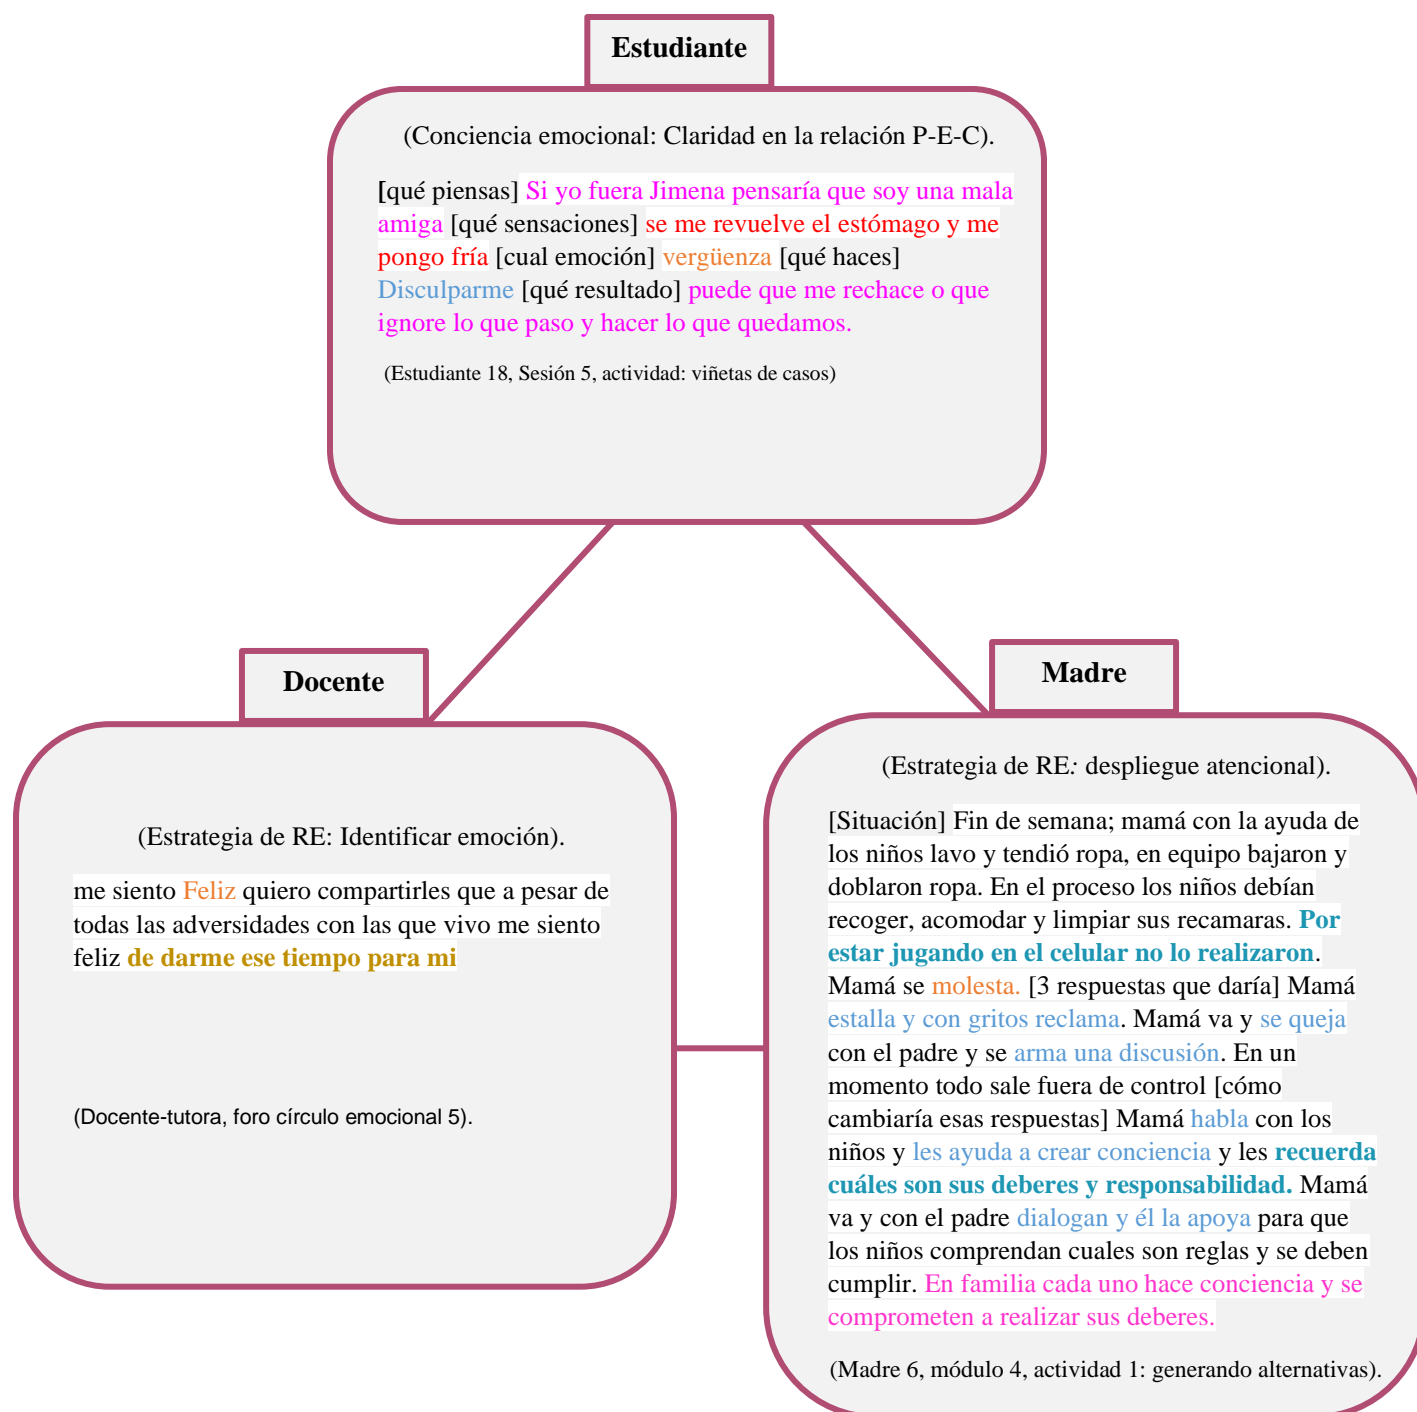 Estudiante
(Conciencia emocional: Claridad en la relación P-E-C).
[qué piensas] Si yo fuera Jimena pensaría que soy una mala
amiga [qué sensaciones] se me revuelve el estómago y me
pongo fría [cual emoción] vergüenza [qué haces]
Disculparme [qué resultado] puede que me rechace o que
ignore lo que paso y hacer lo que quedamos.
(Estudiante 18, Sesión 5, actividad: viñetas de casos)
Docente
(Estrategia de RE: Identificar emoción).
me siento Feliz quiero compartirles que a pesar de
todas las adversidades con las que vivo me siento
feliz de darme ese tiempo para mi
(Docente-tutora, foro círculo emocional 5).
Madre
(Estrategia de RE: despliegue atencional).
[Situación] Fin de semana; mamá con la ayuda de
los niños lavo y tendió ropa, en equipo bajaron y
doblaron ropa. En el proceso los niños debían
recoger, acomodar y limpiar sus recamaras. Por
estar jugando en el celular no lo realizaron.
Mamá se molesta. [3 respuestas que daría] Mamá
estalla y con gritos reclama. Mamá va y se queja
con el padre y se arma una discusión. En un
momento todo sale fuera de control [cómo
cambiaría esas respuestas] Mamá habla con los
niños y les ayuda a crear conciencia y les recuerda
cuáles son sus deberes y responsabilidad. Mamá
va y con el padre dialogan y él la apoya para que
los niños comprendan cuales son reglas y se deben
cumplir. En familia cada uno hace conciencia y se
comprometen a realizar sus deberes.
(Madre 6, módulo 4, actividad 1: generando alternativas).